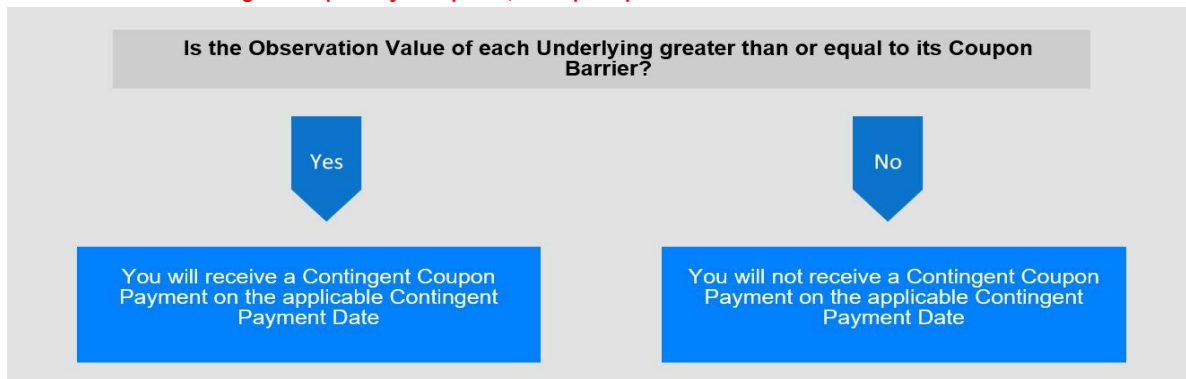 Is the Observation Value of each Underlying greater than or equal to its Coupon
Barrier?
Yes
No
You will receive a Contingent Coupon
Payment on the applicable Contingent
Payment Date
You will not receive a Contingent Coupon
Payment on the applicable Contingent
Payment Date